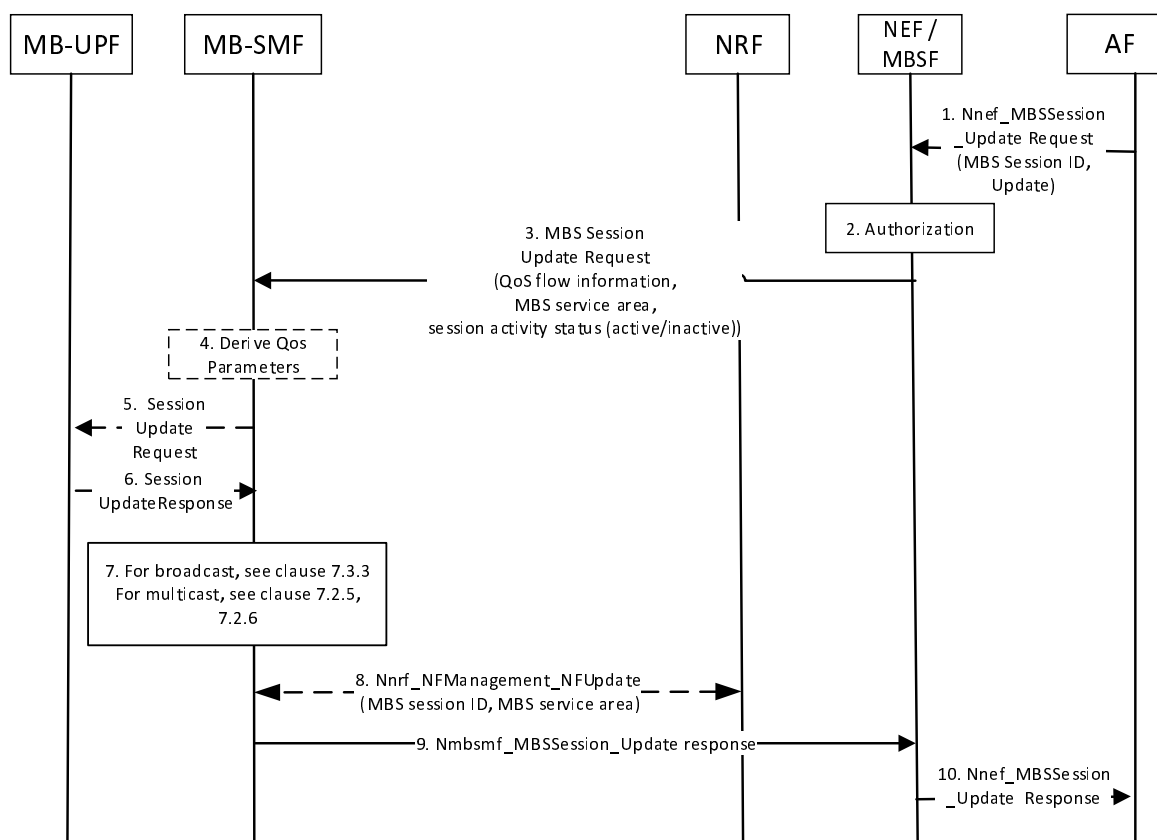 MB-UPF
MB-SMF
NRF
NEF /
MBSF
AF
1. Nnef_MBSSession
_Update Request
(MBS Session ID,
Update)
2. Authorization
3. MBS Session
Update Request
(QoS flow information,
MBS service area,
session activity status (active/inactive))
4. Derive Qos
Parameters
5. Session
Update
Request
6. Session
UpdateResponse
7. For broadcast, see clause 7.3.3
For multicast, see clause 7.2.5,
7.2.6
8. Nnrf_NFManagement_NFUpdate
(MBS session ID, MBS service area)
9. Nmbsmf_MBSSession_Update response
10. Nnef_MBSSession
_Update Response